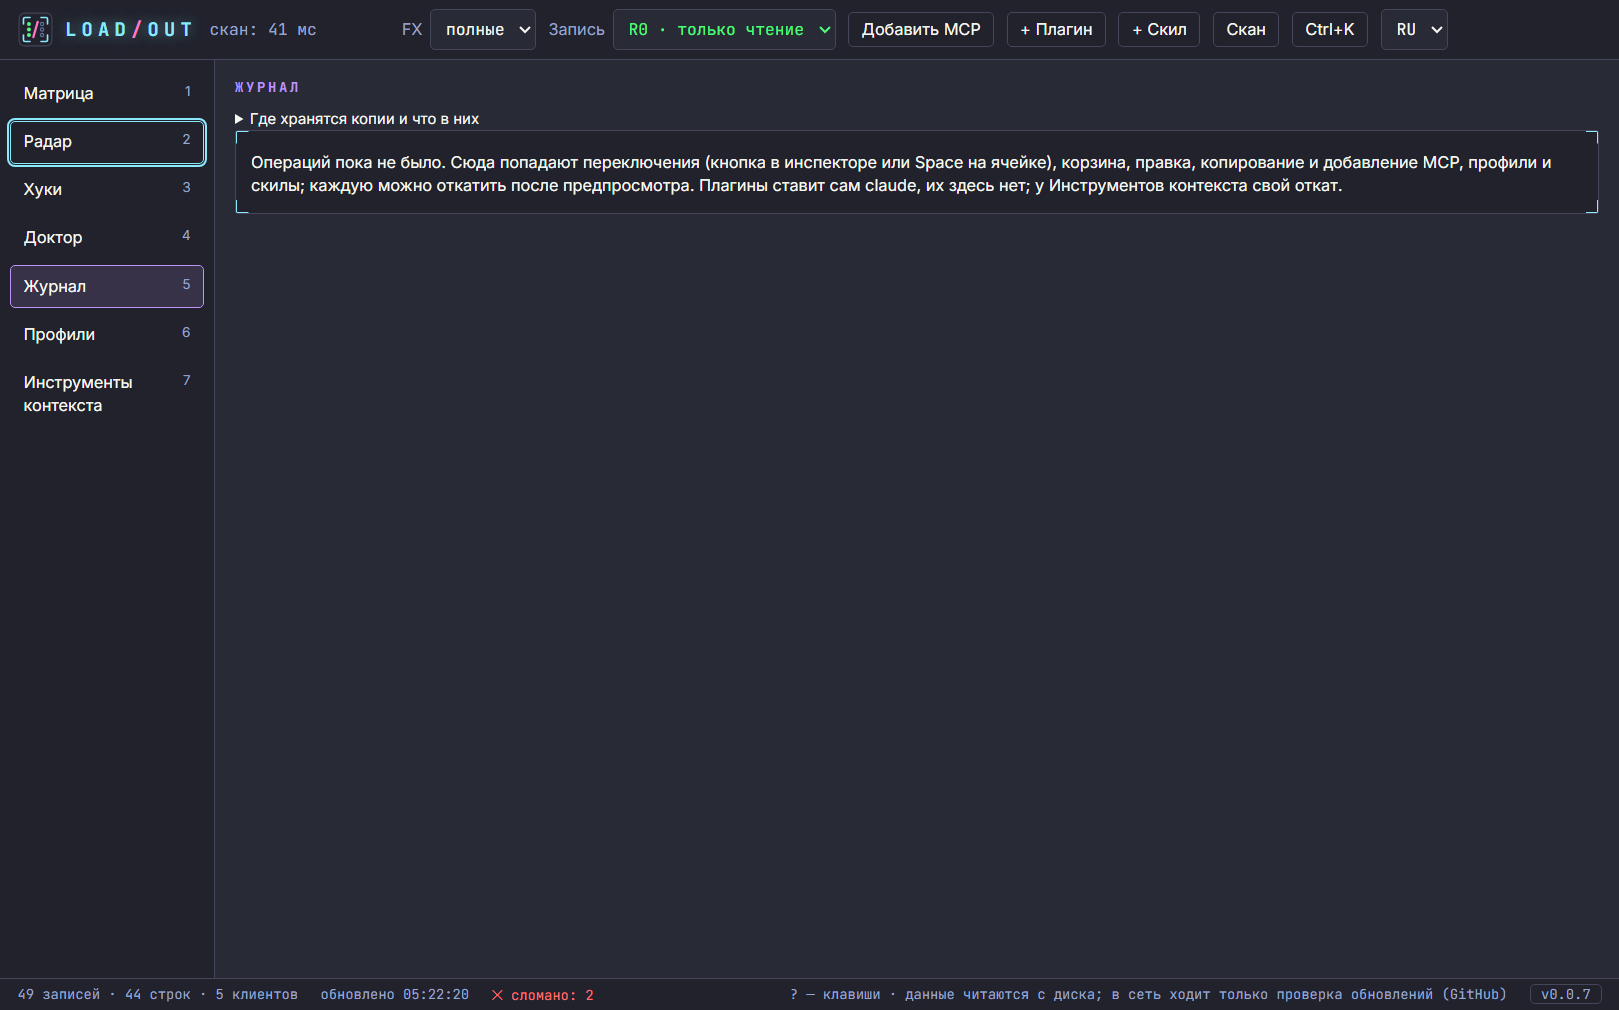 LOAD/OUT скан: 41 мс FX полные Запись R0 · только чтение Добавить MCP + Плагин + Скил Скан Ctrl+K RU
Матрица 1
Радар 2
Хуки 3
Доктор 4
Журнал 5
Профили 6
Инструменты 7
контекста
ЖУРНАЛ
Где хранятся копии и что в них
Операций пока не было. Сюда попадают переключения (кнопка в инспекторе или Space на ячейке), корзина, правка, копирование и добавление MCP, профили и
скилы; каждую можно откатить после предпросмотра. Плагины ставит сам claude, их здесь нет; у Инструментов контекста свой откат.
49 записей · 44 строк · 5 клиентов обновлено 05:22:20 сломано: 2 ? — клавиши · данные читаются с диска; в сеть ходит только проверка обновлений (GitHub) v0.0.7